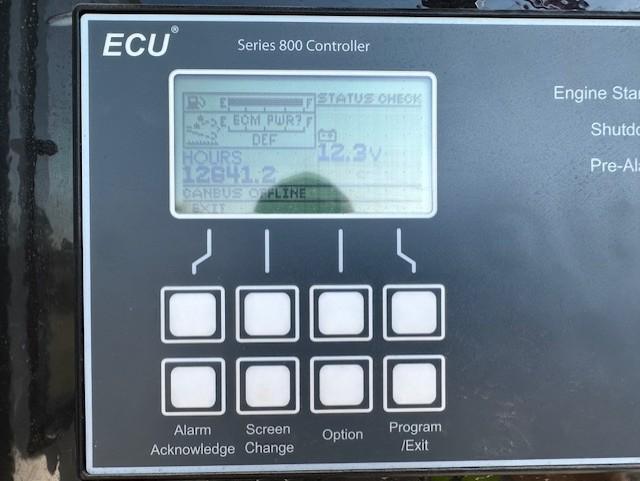 ECU®
Series 800 Controller
E F STATUS CHECK
E ECM PWR? F
DEF
HOURS 12.3V
12641.2
CANBUS OFFLINE
EXIT
Engine Star
Shutdo
Pre-Ala
Alarm Acknowledge
Screen Change
Option
Program /Exit